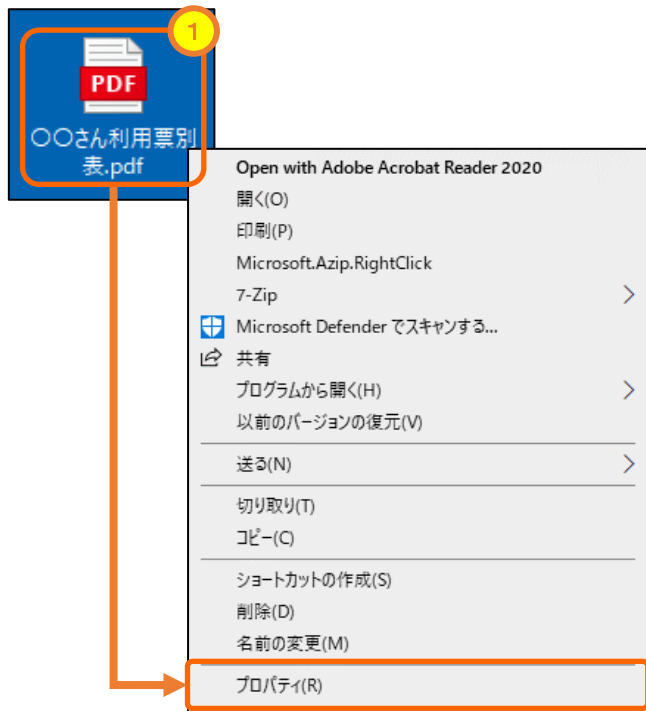 1
PDF
〇〇さん利用票別
表.pdf
Open with Adobe Acrobat Reader 2020
開く(O)
印刷(P)
Microsoft.Azip.RightClick
7-Zip
Microsoft Defender でスキャンする...
共有
プログラムから開く(H)
以前のバージョンの復元(V)
送る(N)
切り取り(T)
コピー(C)
ショートカットの作成(S)
削除(D)
名前の変更(M)
プロパティ(R)